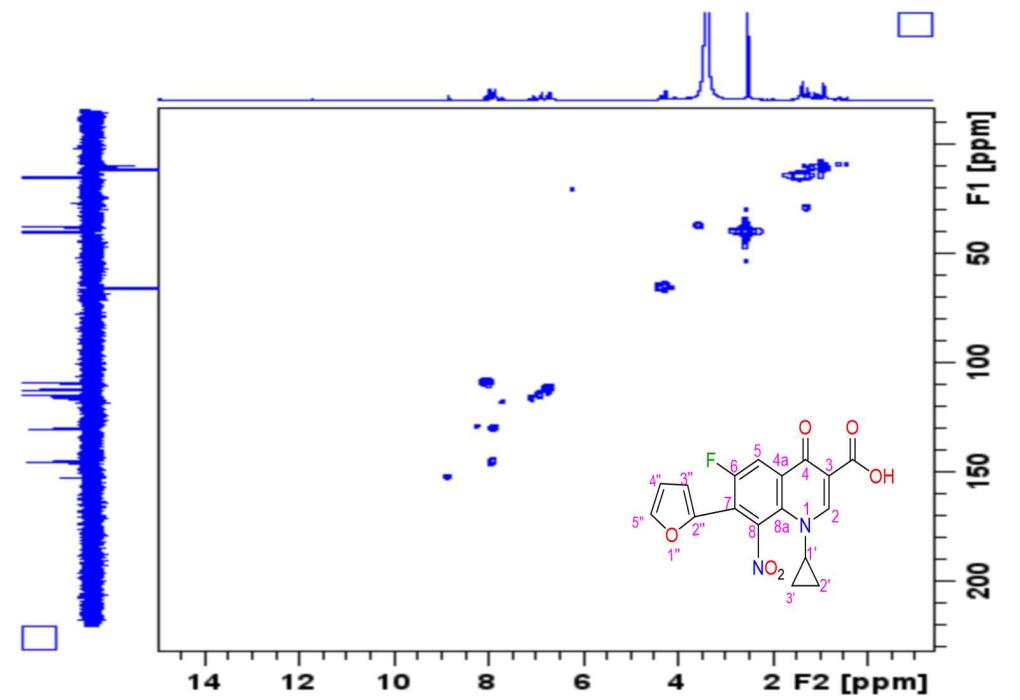 F1 [ppm]
50
100
150
200
O O
F 5 4a 3
6 4 OH
4" 3"
7 1 2
5" 2" 8 8a N
O
1" 1'
NO2 2'
3'
14 12 10 8 6 4 2 F2 [ppm]